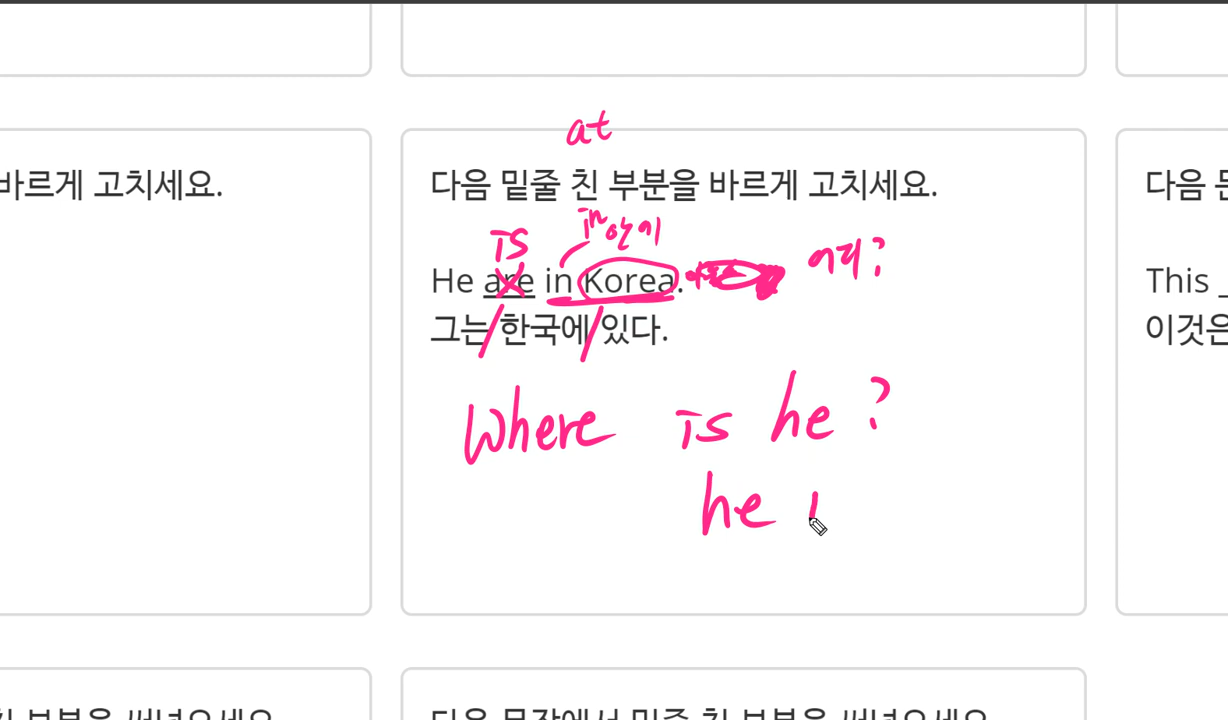 at
바르게 고치세요.
다음 밑줄 친 부분을 바르게 고치세요.
다음
is
in 안에
He are in Korea.
어디?
This
그는 한국에 있다.
이것은
Where is he?
he